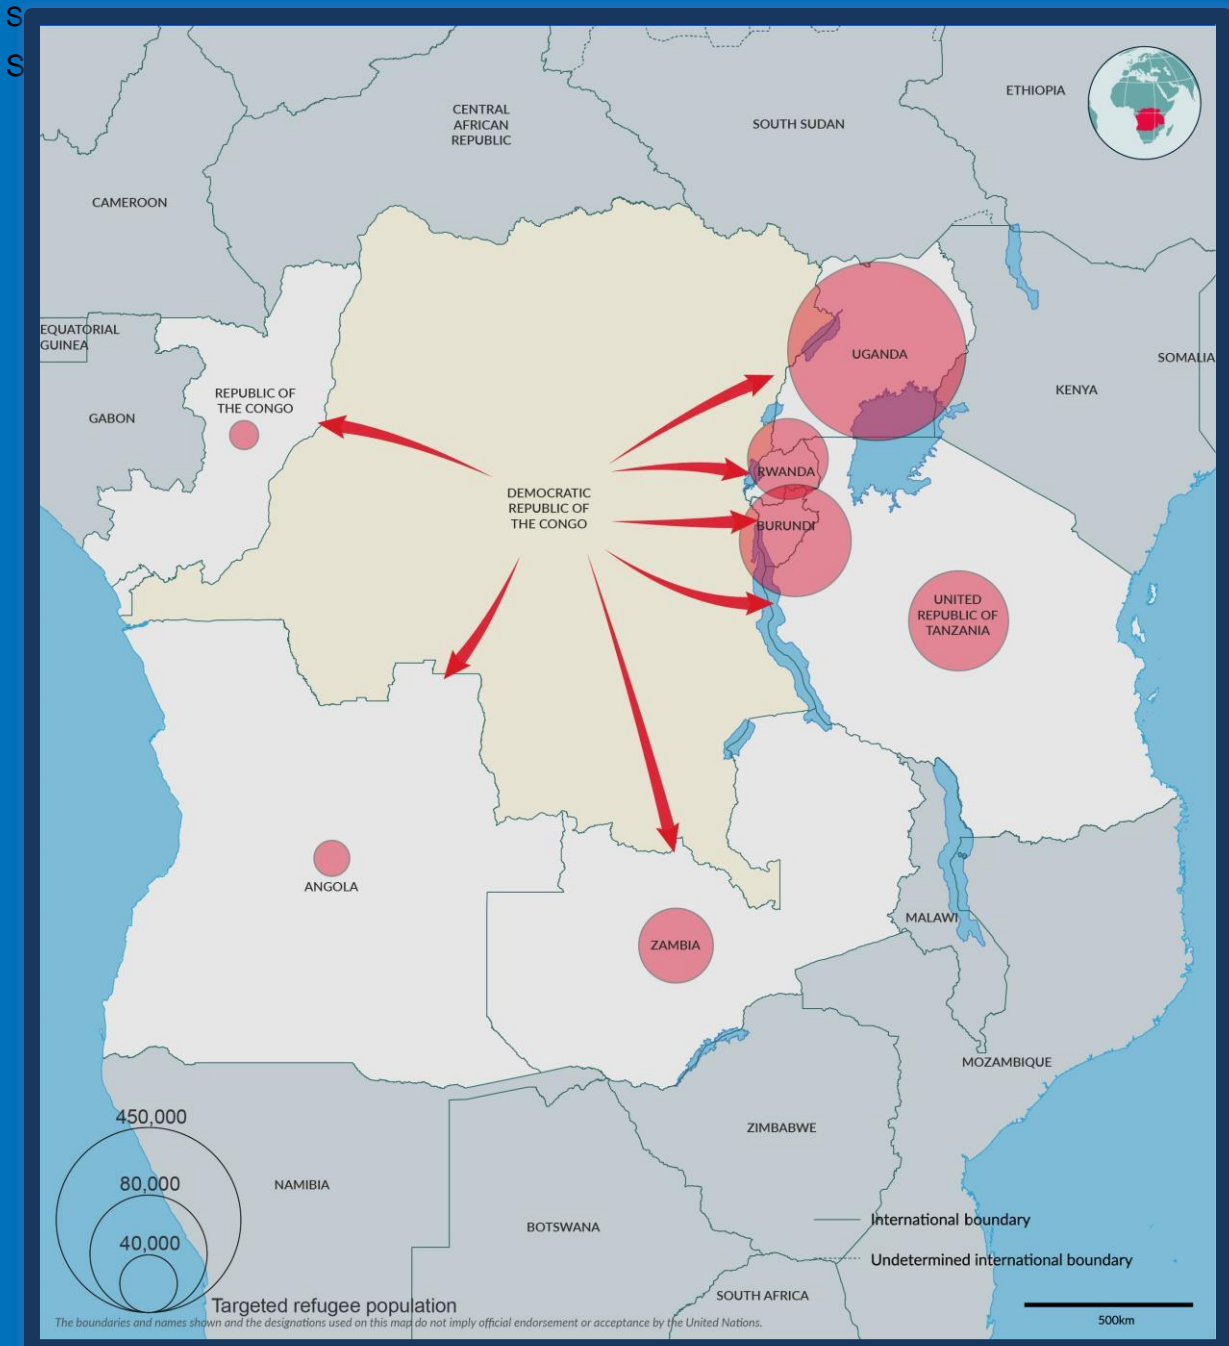 S
S
ETHIOPIA
CENTRAL
AFRICAN
REPUBLIC
SOUTH SUDAN
CAMEROON
EQUATORIAL
GUINEA
UGANDA
SOMALIA
KENYA
REPUBLIC OF
THE CONGO
GABON
RWANDA
DEMOCRATIC
REPUBLIC OF
THE CONGO
BURUNDI
UNITED
REPUBLIC OF
TANZANIA
ANGOLA
MALAWI
ZAMBIA
MOZAMBIQUE
450,000
ZIMBABWE
80,000
NAMIBIA
BOTSWANA
International boundary
40,000
Undetermined international boundary
SOUTH AFRICA
Targeted refugee population
500km
The boundaries and names shown and the designations used on this map do not imply official endorsement or acceptance by the United Nations.